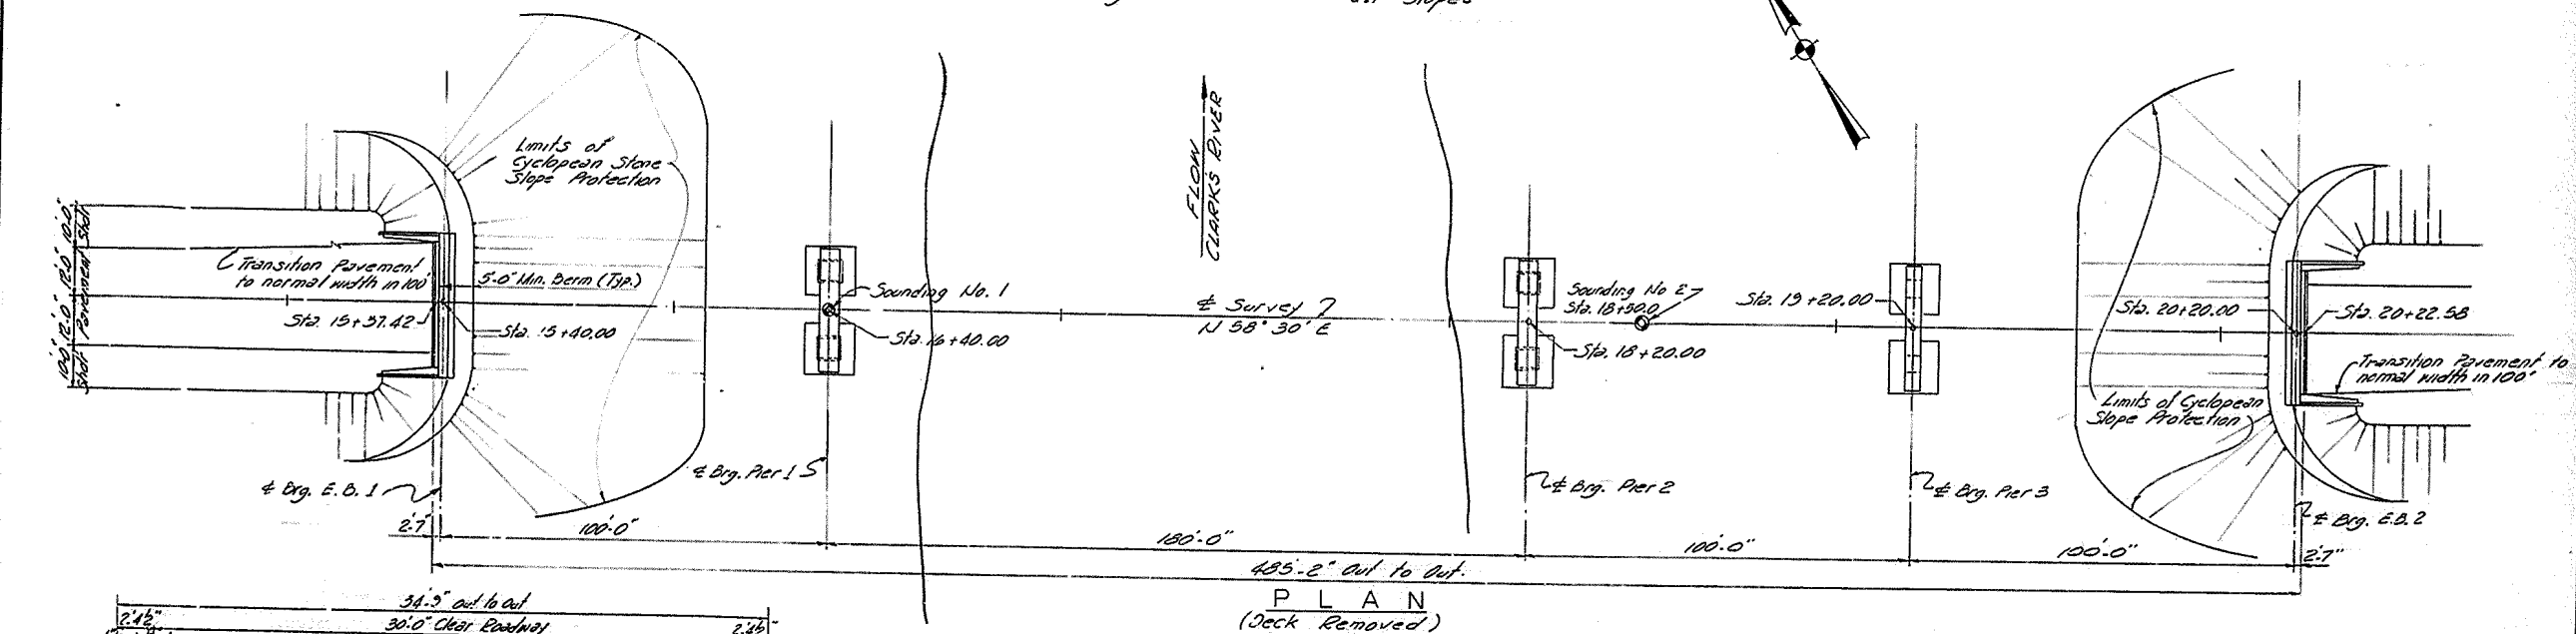 Slopes
Limits of
Cyclopean Stone
Slope Protection
FLOW
CLARKS RIVER
10'-0" 12'-0" 12'-0" 10'-0"
Shol. Pavement Shol.
Transition Pavement
to normal width in 100'
5'-0" Min. Berm (Typ.)
Sta. 15+37.42
Sta. 15+40.00
Sounding No. 1
Sta. 16+40.00
℄ Survey
N 58° 30' E
Sounding No 2
Sta. 18+50.0
Sta. 18+20.00
Sta. 19+20.00
Sta. 20+20.00
Sta. 20+22.58
Transition Pavement to
normal width in 100'
Limits of Cyclopean
Slope Protection
℄ Brg. E.B. 1
℄ Brg. Pier 1
℄ Brg. Pier 2
℄ Brg. Pier 3
℄ Brg. E.B. 2
2'-7" 100'-0" 180'-0" 100'-0" 100'-0" 2'-7"
485'-2" Out to Out.
PLAN
(Deck Removed)
34'-3" out to out
2'-1½" 30'-0" Clear Roadway 2'-1½"